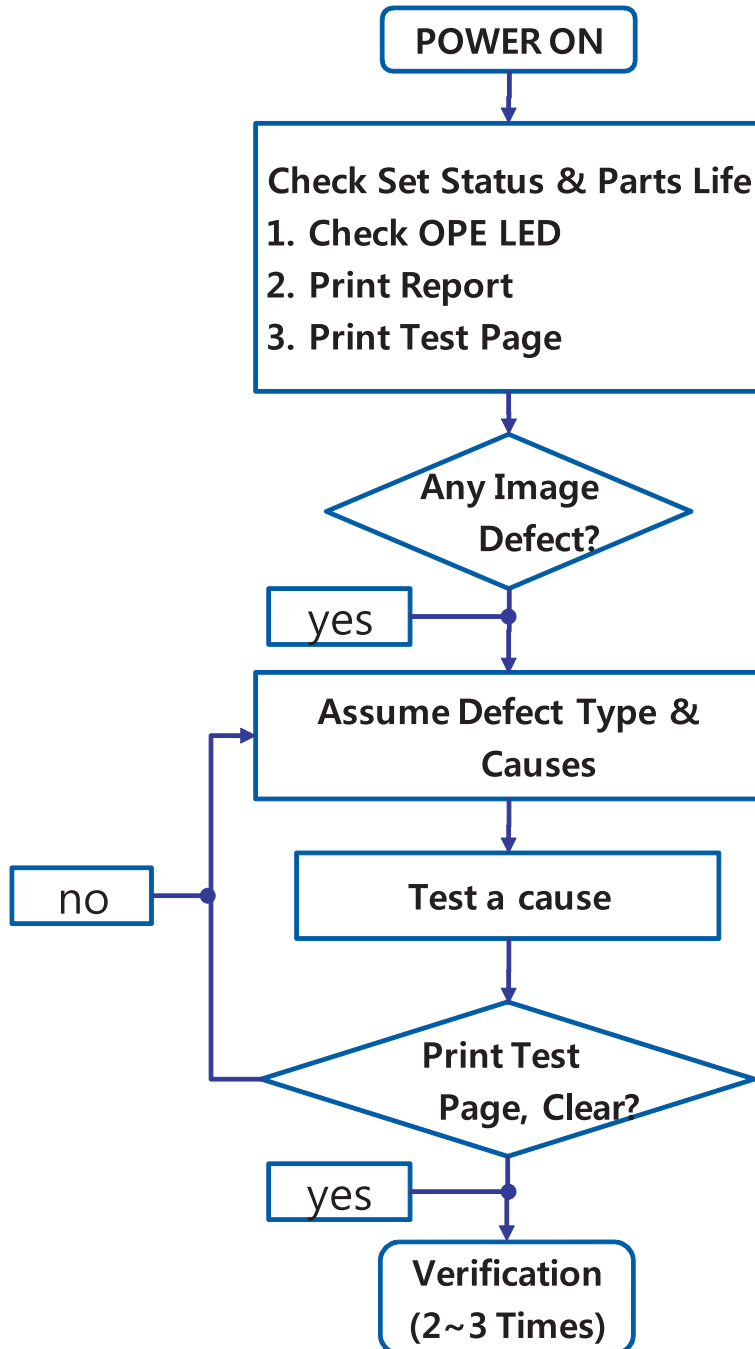 POWER ON
Check Set Status & Parts Life
1. Check OPE LED
2. Print Report
3. Print Test Page
Any Image
Defect?
yes
Assume Defect Type &
Causes
no
Test a cause
Print Test
Page, Clear?
yes
Verification
(2~3 Times)